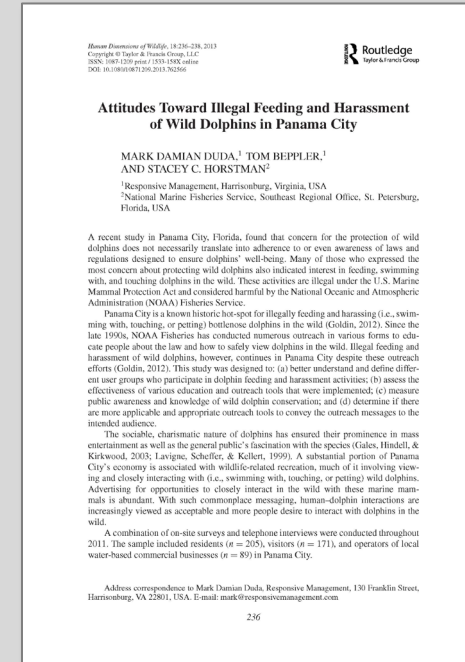 Human Dimensions of Wildlife, 18:236–238, 2013
Copyright © Taylor & Francis Group, LLC
ISSN: 1087-1209 print / 1533-158X online
DOI: 10.1080/10871209.2013.762566
Routledge
Taylor & Francis Group
Attitudes Toward Illegal Feeding and Harassment
of Wild Dolphins in Panama City
MARK DAMIAN DUDA,¹ TOM BEPPLER,¹
AND STACEY C. HORSTMAN²
¹Responsive Management, Harrisonburg, Virginia, USA
²National Marine Fisheries Service, Southeast Regional Office, St. Petersburg,
Florida, USA
A recent study in Panama City, Florida, found that concern for the protection of wild
dolphins does not necessarily translate into adherence to or even awareness of laws and
regulations designed to ensure dolphins' well-being. Many of those who expressed the
most concern about protecting wild dolphins also indicated interest in feeding, swimming
with, and touching dolphins in the wild. These activities are illegal under the U.S. Marine
Mammal Protection Act and considered harmful by the National Oceanic and Atmospheric
Administration (NOAA) Fisheries Service.
Panama City is a known historic hot-spot for illegally feeding and harassing (i.e., swim-
ming with, touching, or petting) bottlenose dolphins in the wild (Goldin, 2012). Since the
late 1990s, NOAA Fisheries has conducted numerous outreach in various forms to edu-
cate people about the law and how to safely view dolphins in the wild. Illegal feeding and
harassment of wild dolphins, however, continues in Panama City despite these outreach
efforts (Goldin, 2012). This study was designed to: (a) better understand and define differ-
ent user groups who participate in dolphin feeding and harassment activities; (b) assess the
effectiveness of various education and outreach tools that were implemented; (c) measure
public awareness and knowledge of wild dolphin conservation; and (d) determine if there
are more applicable and appropriate outreach tools to convey the outreach messages to the
intended audience.
The sociable, charismatic nature of dolphins has ensured their prominence in mass
entertainment as well as the general public's fascination with the species (Gales, Hindell, &
Kirkwood, 2003; Lavigne, Scheffer, & Kellert, 1999). A substantial portion of Panama
City's economy is associated with wildlife-related recreation, much of it involving view-
ing and closely interacting with (i.e., swimming with, touching, or petting) wild dolphins.
Advertising for opportunities to closely interact in the wild with these marine mam-
mals is abundant. With such commonplace messaging, human–dolphin interactions are
increasingly viewed as acceptable and more people desire to interact with dolphins in the
wild.
A combination of on-site surveys and telephone interviews were conducted throughout
2011. The sample included residents (n = 205), visitors (n = 171), and operators of local
water-based commercial businesses (n = 89) in Panama City.
Address correspondence to Mark Damian Duda, Responsive Management, 130 Franklin Street,
Harrisonburg, VA 22801, USA. E-mail: mark@responsivemanagement.com
236